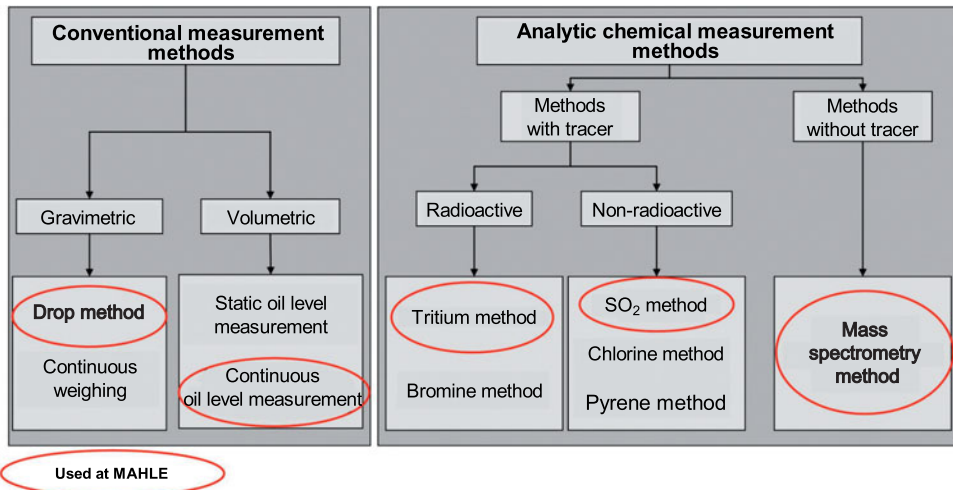 Conventional measurement
methods
Gravimetric
Volumetric
Drop method
Continuous
weighing
Static oil level
measurement
Continuous
oil level measurement
Analytic chemical measurement
methods
Methods
with tracer
Methods
without tracer
Radioactive
Non-radioactive
Tritium method
Bromine method
SO₂ method
Chlorine method
Pyrene method
Mass
spectrometry
method
Used at MAHLE